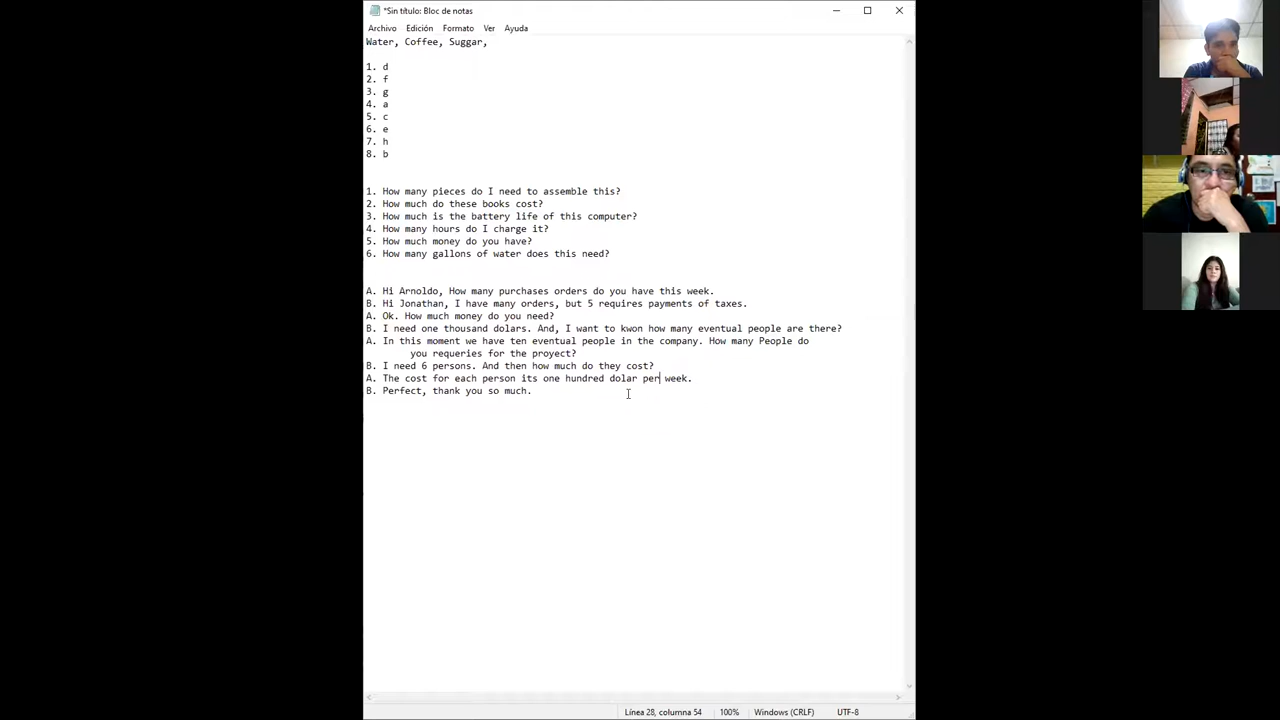 *Sin título: Bloc de notas
Archivo Edición Formato Ver Ayuda
Water, Coffee, Suggar,
1. d
2. f
3. g
4. a
5. c
6. e
7. h
8. b
1. How many pieces do I need to assemble this?
2. How much do these books cost?
3. How much is the battery life of this computer?
4. How many hours do I charge it?
5. How much money do you have?
6. How many gallons of water does this need?
A. Hi Arnoldo, How many purchases orders do you have this week.
B. Hi Jonathan, I have many orders, but 5 requires payments of taxes.
A. Ok. How much money do you need?
B. I need one thousand dolars. And, I want to kwon how many eventual people are there?
A. In this moment we have ten eventual people in the company. How many People do
you requeries for the proyect?
B. I need 6 persons. And then how much do they cost?
A. The cost for each person its one hundred dolar per week.
B. Perfect, thank you so much.
Línea 28, columna 54 100% Windows (CRLF) UTF-8